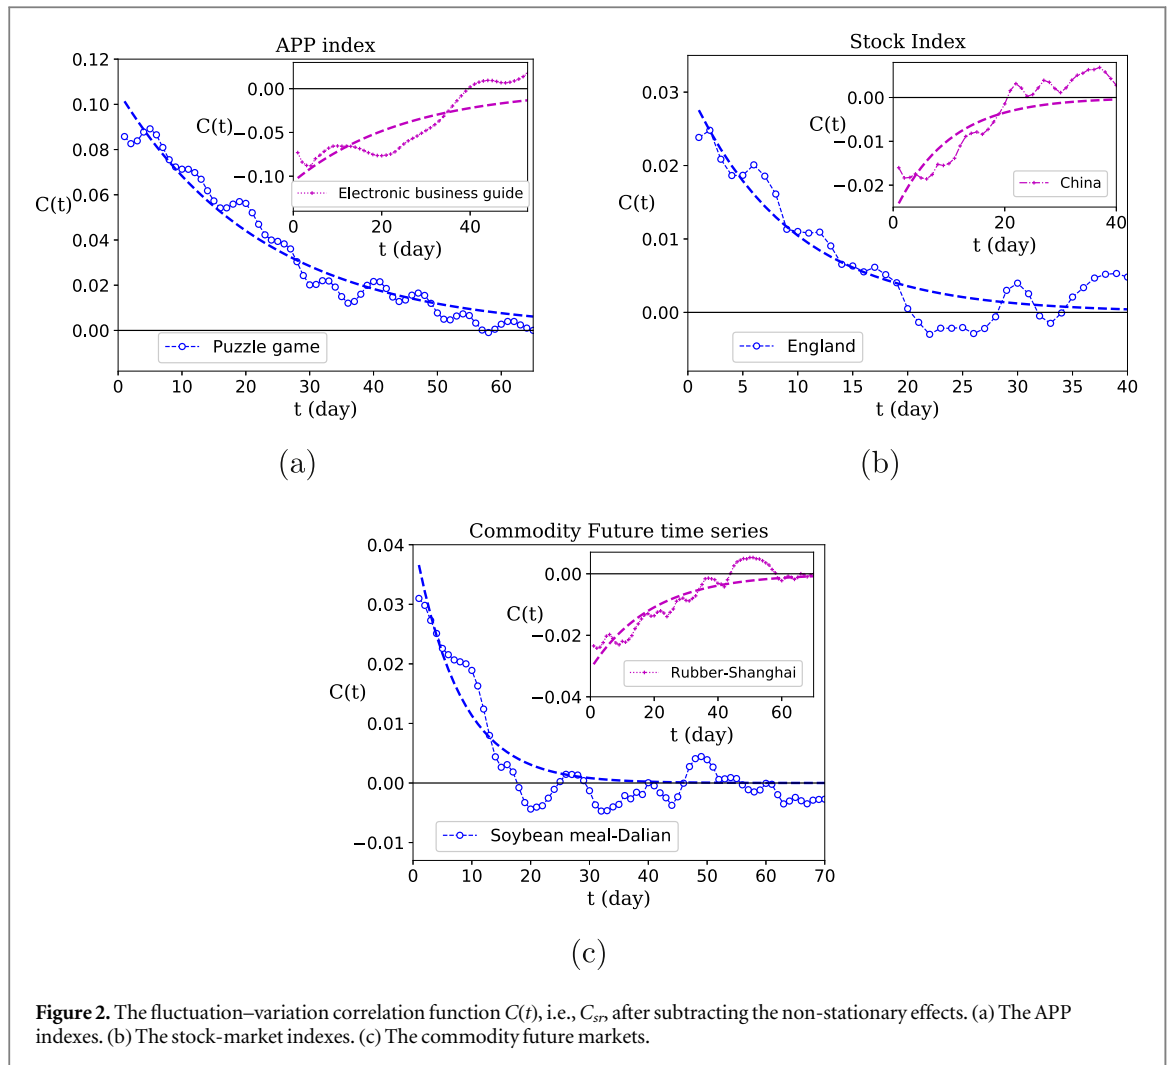 APP index
0.12
0.10
0.08
0.06
0.04
0.02
0.00
C(t)
0 10 20 30 40 50 60
t (day)
Puzzle game
0.00
−0.05
−0.10
C(t)
0 20 40
t (day)
Electronic business guide
(a)
Stock Index
0.03
0.02
0.01
0.00
C(t)
0 5 10 15 20 25 30 35 40
t (day)
England
0.00
−0.01
−0.02
C(t)
0 20 40
t (day)
China
(b)
Commodity Future time series
0.04
0.03
0.02
0.01
0.00
−0.01
C(t)
0 10 20 30 40 50 60 70
t (day)
Soybean meal-Dalian
0.00
−0.02
−0.04
C(t)
0 20 40 60
t (day)
Rubber-Shanghai
(c)
Figure 2. The fluctuation–variation correlation function C(t), i.e., Csr, after subtracting the non-stationary effects. (a) The APP
indexes. (b) The stock-market indexes. (c) The commodity future markets.